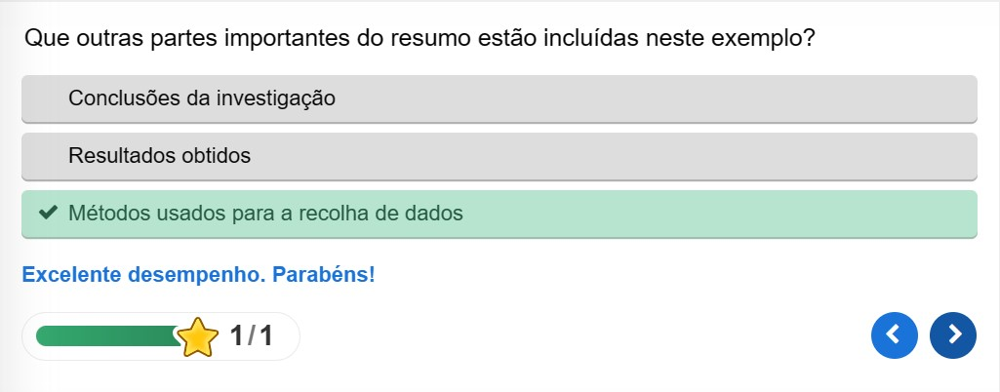 Que outras partes importantes do resumo estão incluídas neste exemplo?
Conclusões da investigação
Resultados obtidos
Métodos usados para a recolha de dados
Excelente desempenho. Parabéns!
1/1